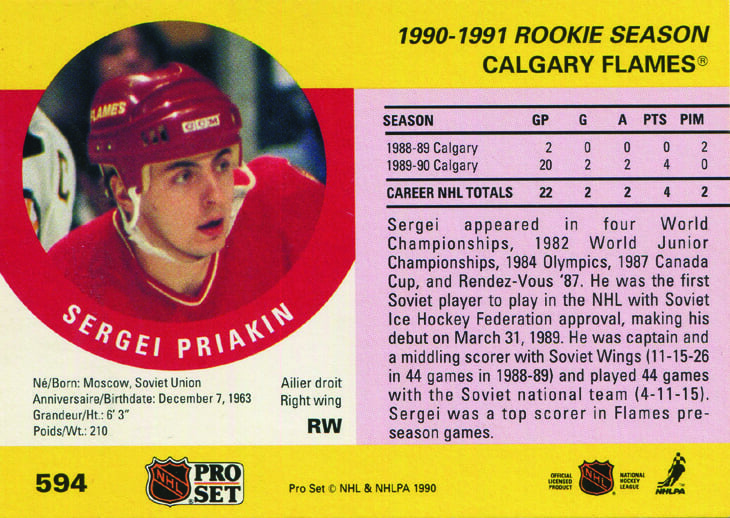 1990-1991 ROOKIE SEASON
CALGARY FLAMES®
FLAMES
CCM
C
SERGEI PRIAKIN
Né/Born: Moscow, Soviet Union
Anniversaire/Birthdate: December 7, 1963
Grandeur/Ht.: 6' 3"
Poids/Wt.: 210
Ailier droit
Right wing
RW
SEASON GP G A PTS PIM
1988-89 Calgary 2 0 0 0 2
1989-90 Calgary 20 2 2 4 0
CAREER NHL TOTALS 22 2 2 4 2
Sergei appeared in four World
Championships, 1982 World Junior
Championships, 1984 Olympics, 1987 Canada
Cup, and Rendez-Vous '87. He was the first
Soviet player to play in the NHL with Soviet
Ice Hockey Federation approval, making his
debut on March 31, 1989. He was captain and
a middling scorer with Soviet Wings (11-15-26
in 44 games in 1988-89) and played 44 games
with the Soviet national team (4-11-15).
Sergei was a top scorer in Flames pre-
season games.
594
NHL
PRO
SET
Pro Set © NHL & NHLPA 1990
OFFICIAL
LICENSED
PRODUCT
NHL
NATIONAL
HOCKEY
LEAGUE
NHLPA